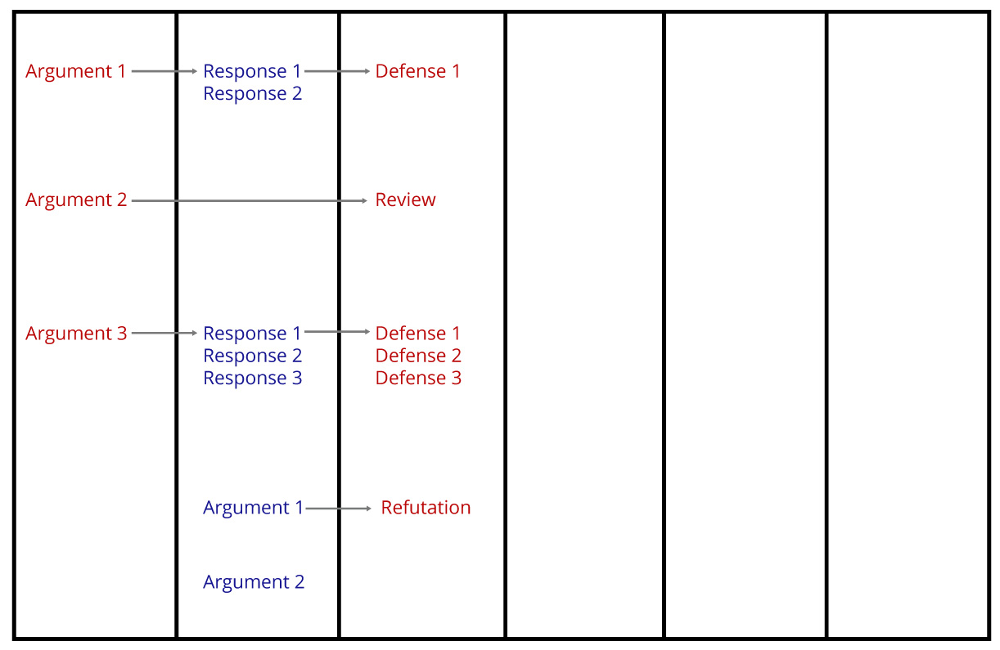 Argument 1
Response 1
Defense 1
Response 2
Argument 2
Review
Argument 3
Response 1
Defense 1
Response 2
Defense 2
Response 3
Defense 3
Argument 1
Refutation
Argument 2